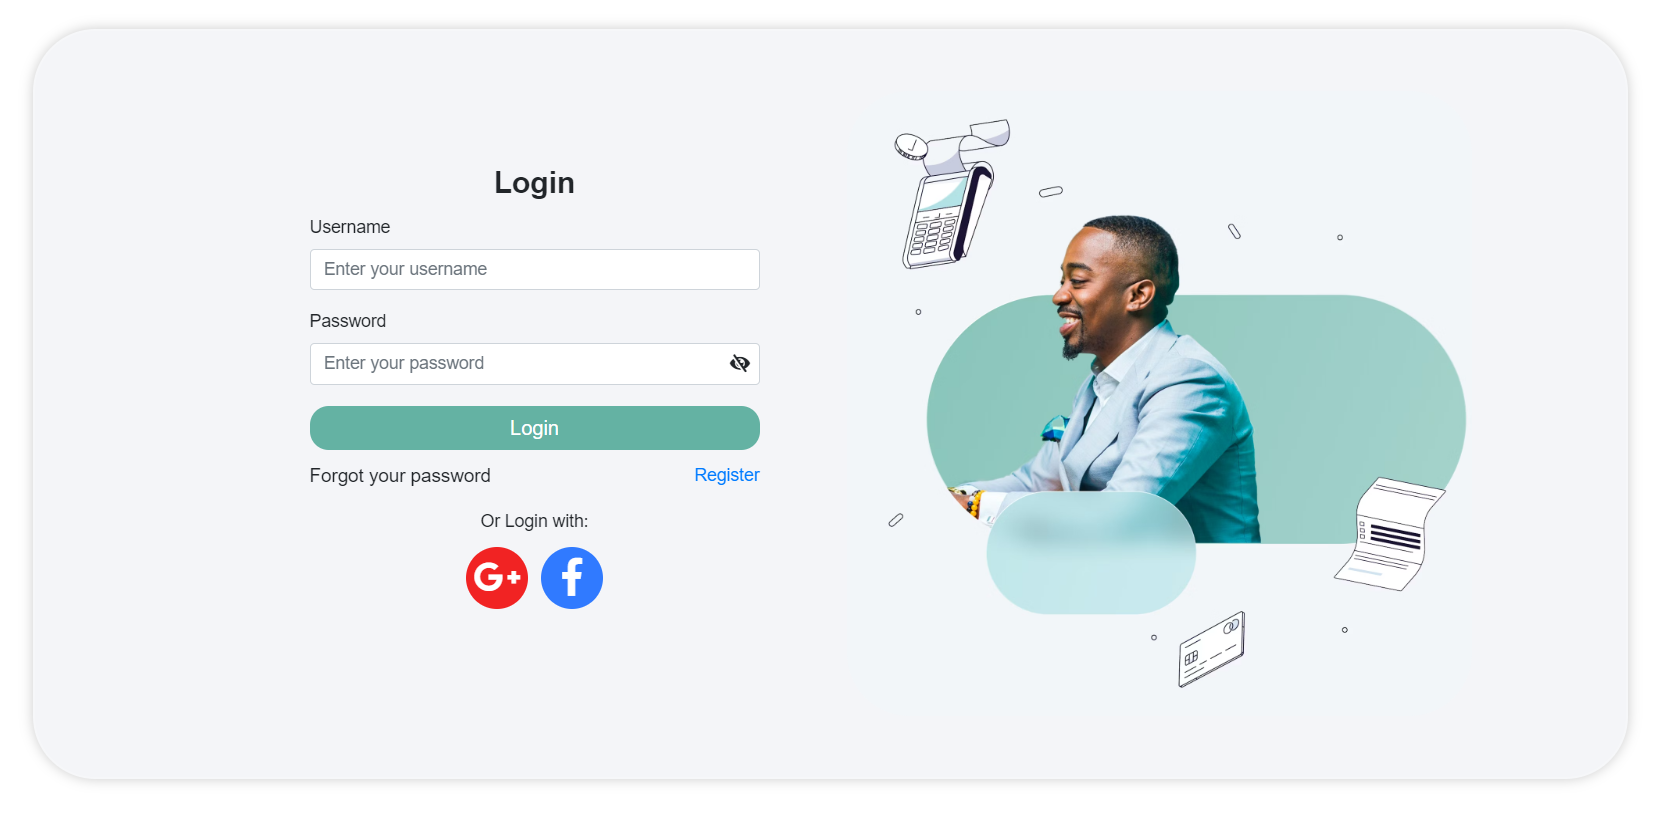 Login
Username
Enter your username
Password
Enter your password
Login
Forgot your password
Register
Or Login with:
G+
f